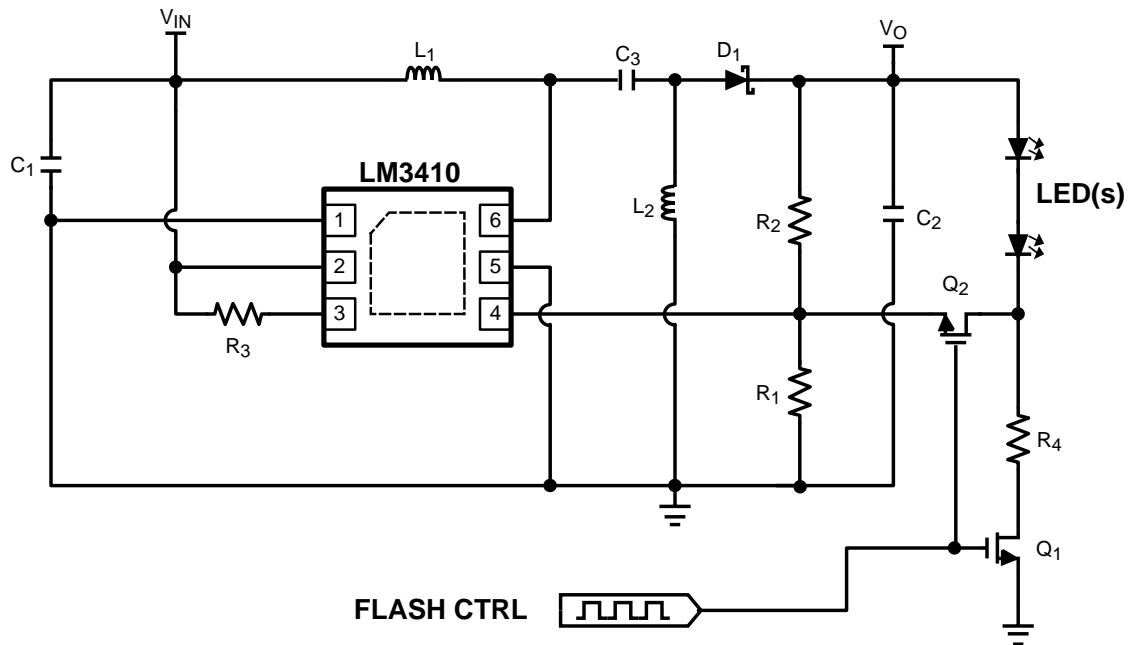 VIN
L1
C3
D1
VO
C1
LM3410
LED(s)
1
6
L2
R2
C2
2
5
Q2
3
4
R3
R1
R4
Q1
FLASH CTRL